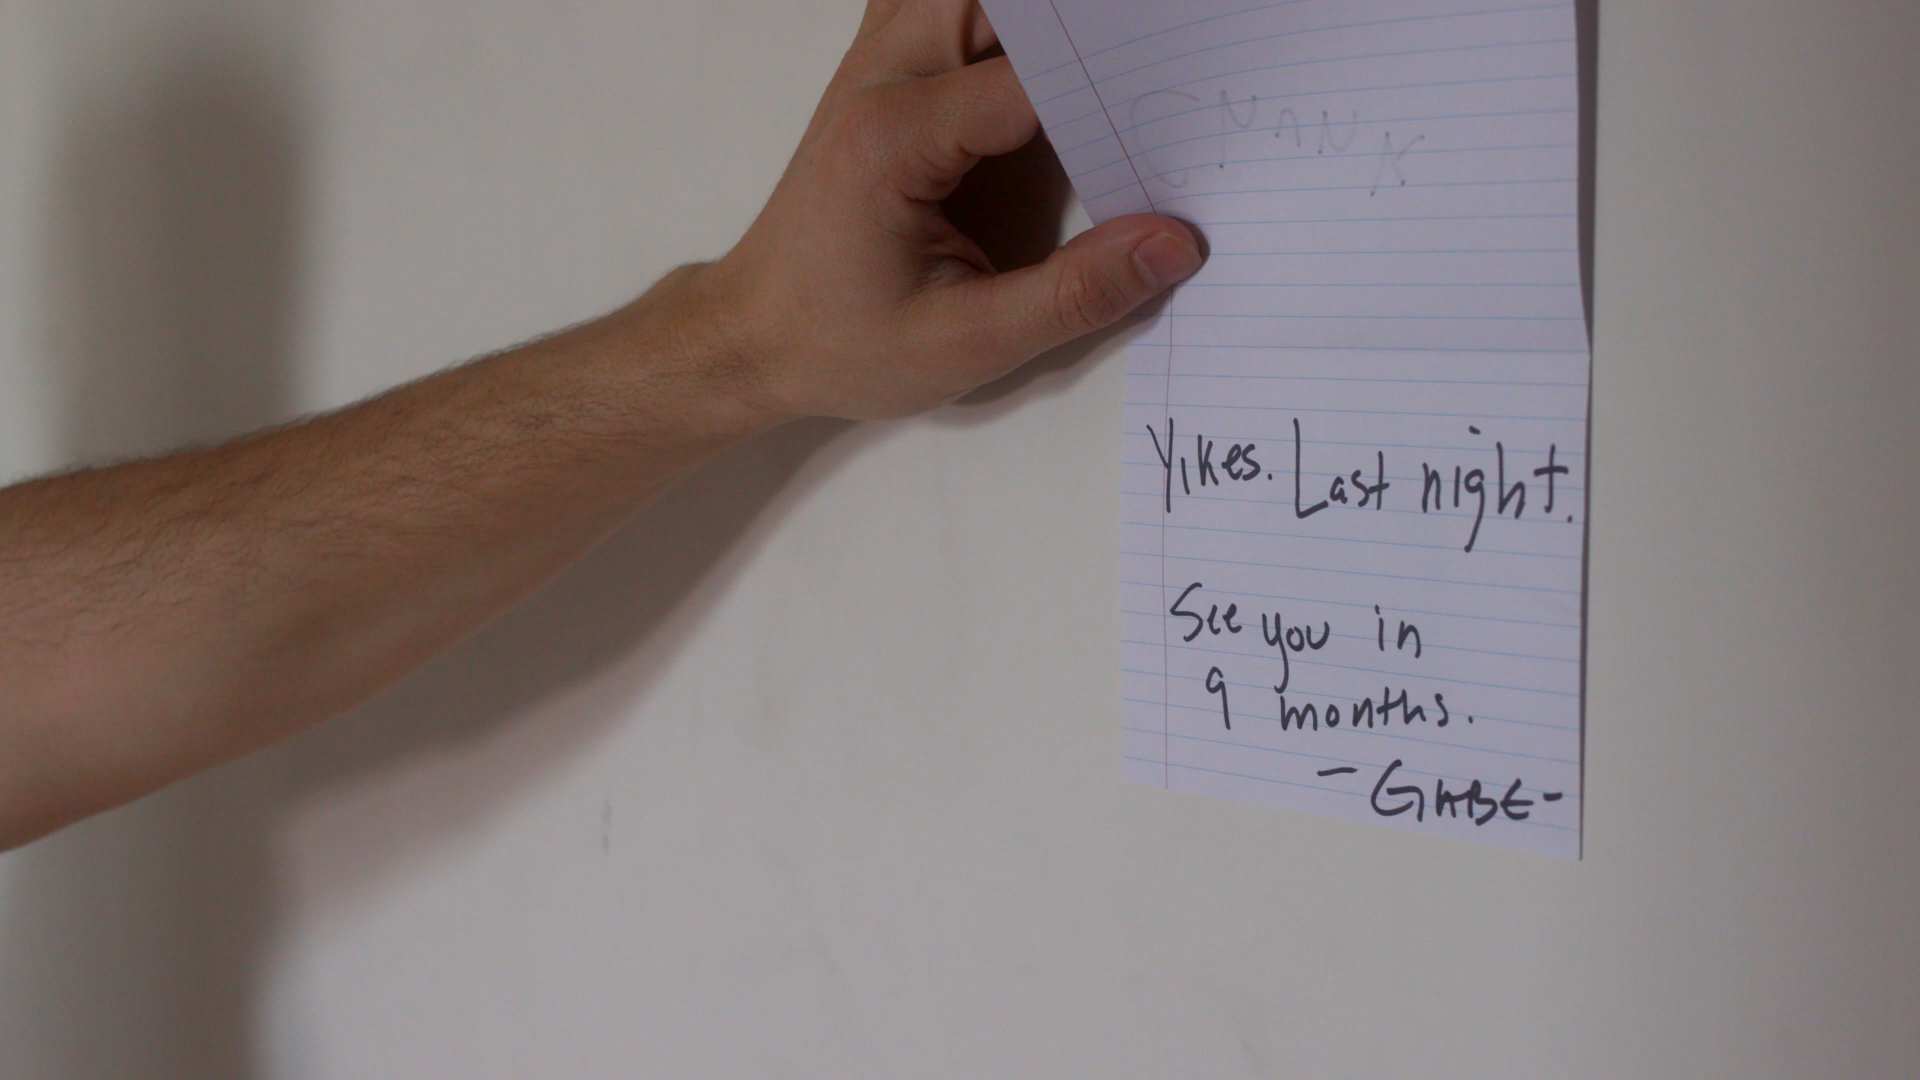 Yikes. Last night.
See you in
9 months.
- GABE -